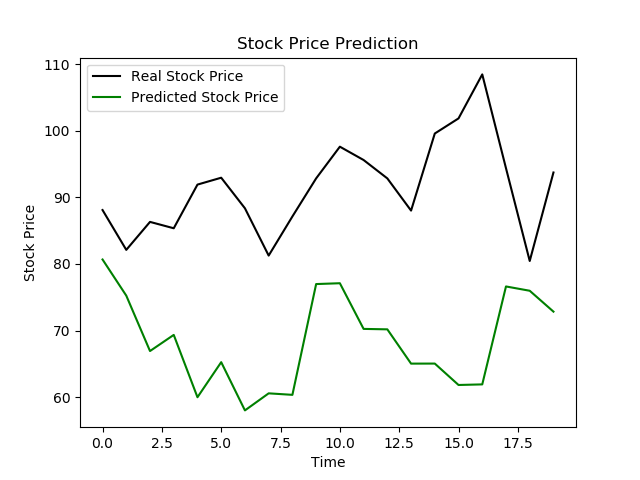 Stock Price Prediction
Real Stock Price
Predicted Stock Price
Stock Price
110
100
90
80
70
60
0.0 2.5 5.0 7.5 10.0 12.5 15.0 17.5
Time